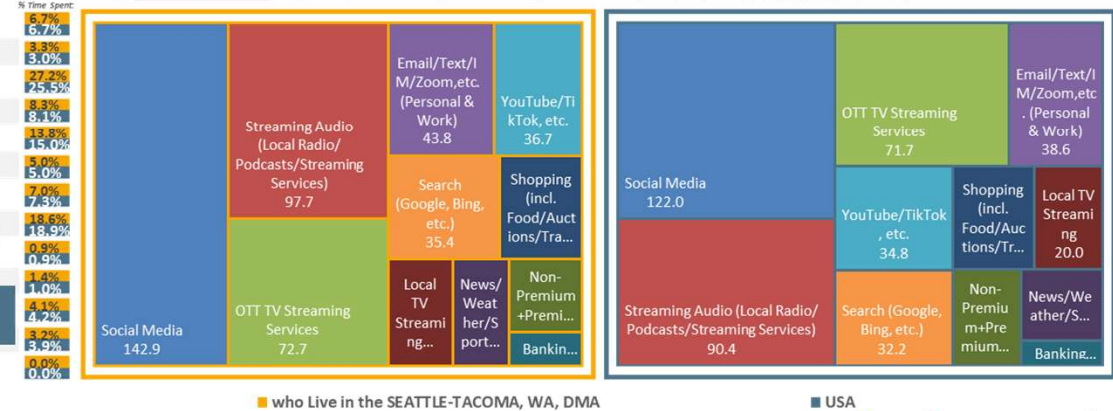 % Time Spent:
6.7%
6.7%
3.3%
3.0%
27.2%
25.5%
8.3%
8.1%
13.8%
15.0%
5.0%
5.0%
7.0%
7.3%
18.6%
18.9%
0.9%
0.9%
1.4%
1.0%
4.1%
4.2%
3.2%
3.9%
0.0%
0.0%
Social Media
142.9
Streaming Audio
(Local Radio/
Podcasts/Streaming
Services)
97.7
OTT TV Streaming
Services
72.7
Email/Text/I
M/Zoom,etc.
(Personal &
Work)
43.8
YouTube/Ti
kTok, etc.
36.7
Search
(Google, Bing,
etc.)
35.4
Shopping
(incl.
Food/Auct
ions/Tra...
Local
TV
Streami
ng...
News/
Weat
her/S
port...
Non-
Premium
+Premi...
Bankin...
Social Media
122.0
Streaming Audio (Local Radio/
Podcasts/Streaming Services)
90.4
OTT TV Streaming
Services
71.7
Email/Text/I
M/Zoom,etc
. (Personal
& Work)
38.6
YouTube/TikTok
, etc.
34.8
Shopping
(incl.
Food/Auc
tions/Tr...
Local TV
Streami
ng
20.0
Search (Google,
Bing, etc.)
32.2
Non-
Premiu
m+Pre
mium...
News/We
ather/S...
Banking...
who Live in the SEATTLE-TACOMA, WA, DMA
USA